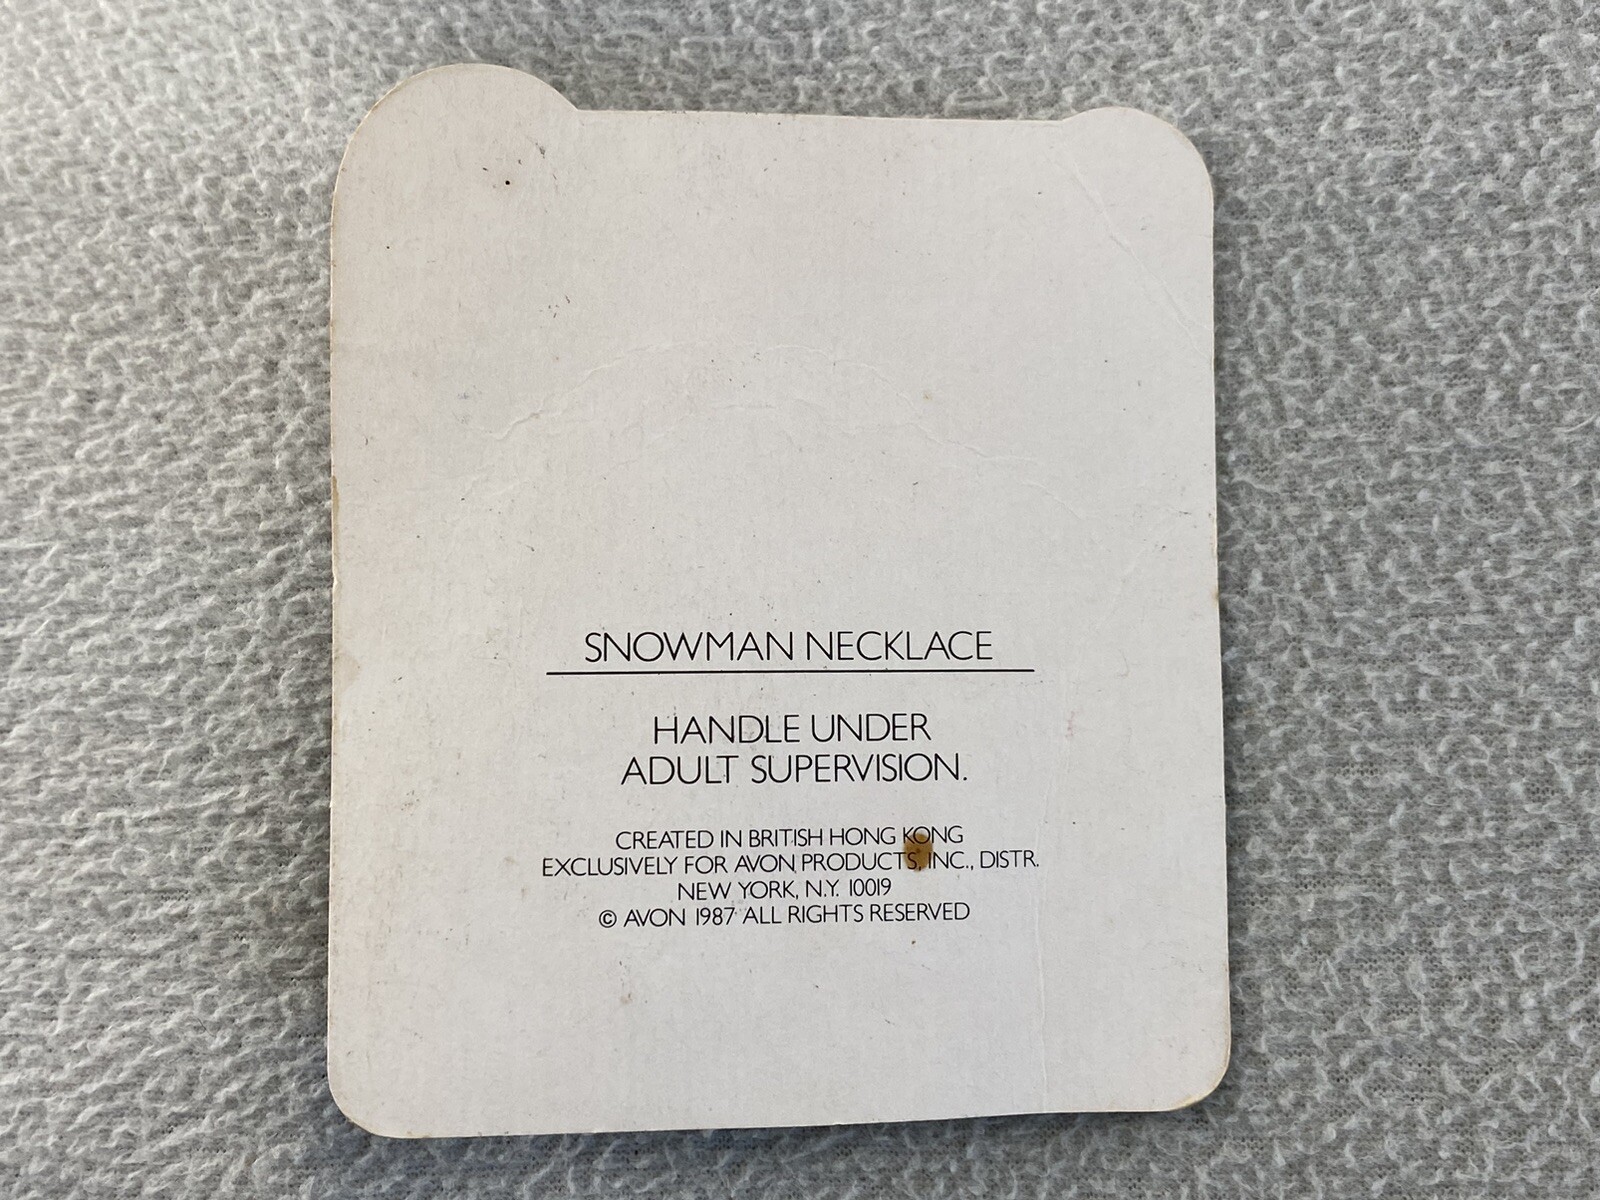 SNOWMAN NECKLACE
HANDLE UNDER
ADULT SUPERVISION.
CREATED IN BRITISH HONG KONG
EXCLUSIVELY FOR AVON PRODUCTS, INC., DISTR.
NEW YORK, N.Y. 10019
© AVON 1987 ALL RIGHTS RESERVED